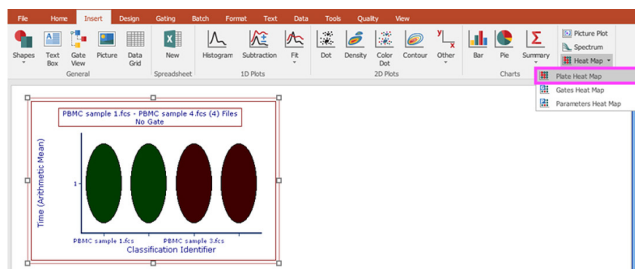 File Home Insert Design Gating Batch Format Text Data Tools Quality View
Shapes Text Box Gate View Picture Data Grid
General
New
Spreadsheet
Histogram Subtraction Fit
1D Plots
Dot Density Color Dot Contour Other
2D Plots
Bar Pie Summary
Charts
Picture Plot
Spectrum
Heat Map
Plate Heat Map
Gates Heat Map
Parameters Heat Map
PBMC sample 1.fcs - PBMC sample 4.fcs (4) Files
No Gate
Time (Arithmetic Mean)
1
PBMC sample 1.fcs PBMC sample 3.fcs
Classification Identifier